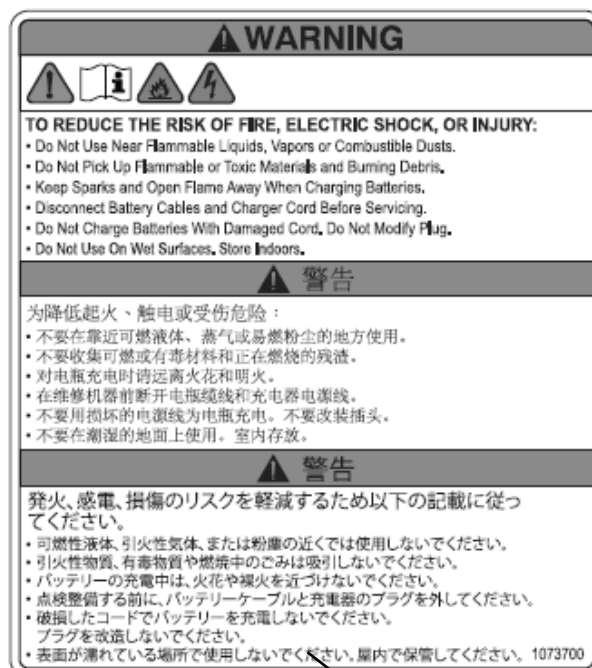 WARNING
TO REDUCE THE RISK OF FIRE, ELECTRIC SHOCK, OR INJURY:
• Do Not Use Near Flammable Liquids, Vapors or Combustible Dusts.
• Do Not Pick Up Flammable or Toxic Materials and Burning Debris.
• Keep Sparks and Open Flame Away When Charging Batteries.
• Disconnect Battery Cables and Charger Cord Before Servicing.
• Do Not Charge Batteries With Damaged Cord. Do Not Modify Plug.
• Do Not Use On Wet Surfaces. Store Indoors.
警告
为降低起火、触电或受伤危险：
• 不要在靠近可燃液体、蒸气或易燃粉尘的地方使用。
• 不要收集可燃或有毒材料和正在燃烧的残渣。
• 对电瓶充电时请远离火花和明火。
• 在维修机器前断开电瓶缆线和充电器电源线。
• 不要用损坏的电源线为电瓶充电。不要改装插头。
• 不要在潮湿的地面上使用。室内存放。
警告
発火、感電、損傷のリスクを軽減するため以下の記載に従っ
てください。
• 可燃性液体、引火性気体、または粉塵の近くでは使用しないでください。
• 引火性物質、有毒物質や燃焼中のごみは吸引しないでください。
• バッテリーの充電中は、火花や裸火を近づけないでください。
• 点検整備する前に、バッテリーケーブルと充電器のプラグを外してください。
• 破損したコードでバッテリーを充電しないでください。
プラグを改造しないでください。
• 表面が濡れている場所で使用しないでください。屋内で保管してください。 1073700